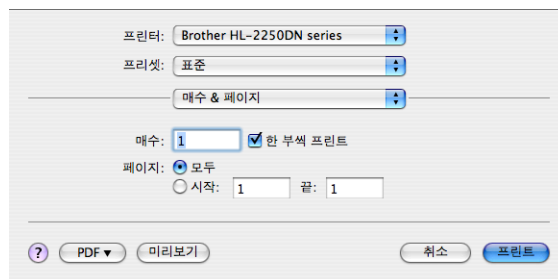 프린터: Brother HL-2250DN series
프리셋: 표준
매수 & 페이지
매수: 1 한 부씩 프린트
페이지: 모두
시작: 1 끝: 1
? PDF▼ 미리보기 취소 프린트